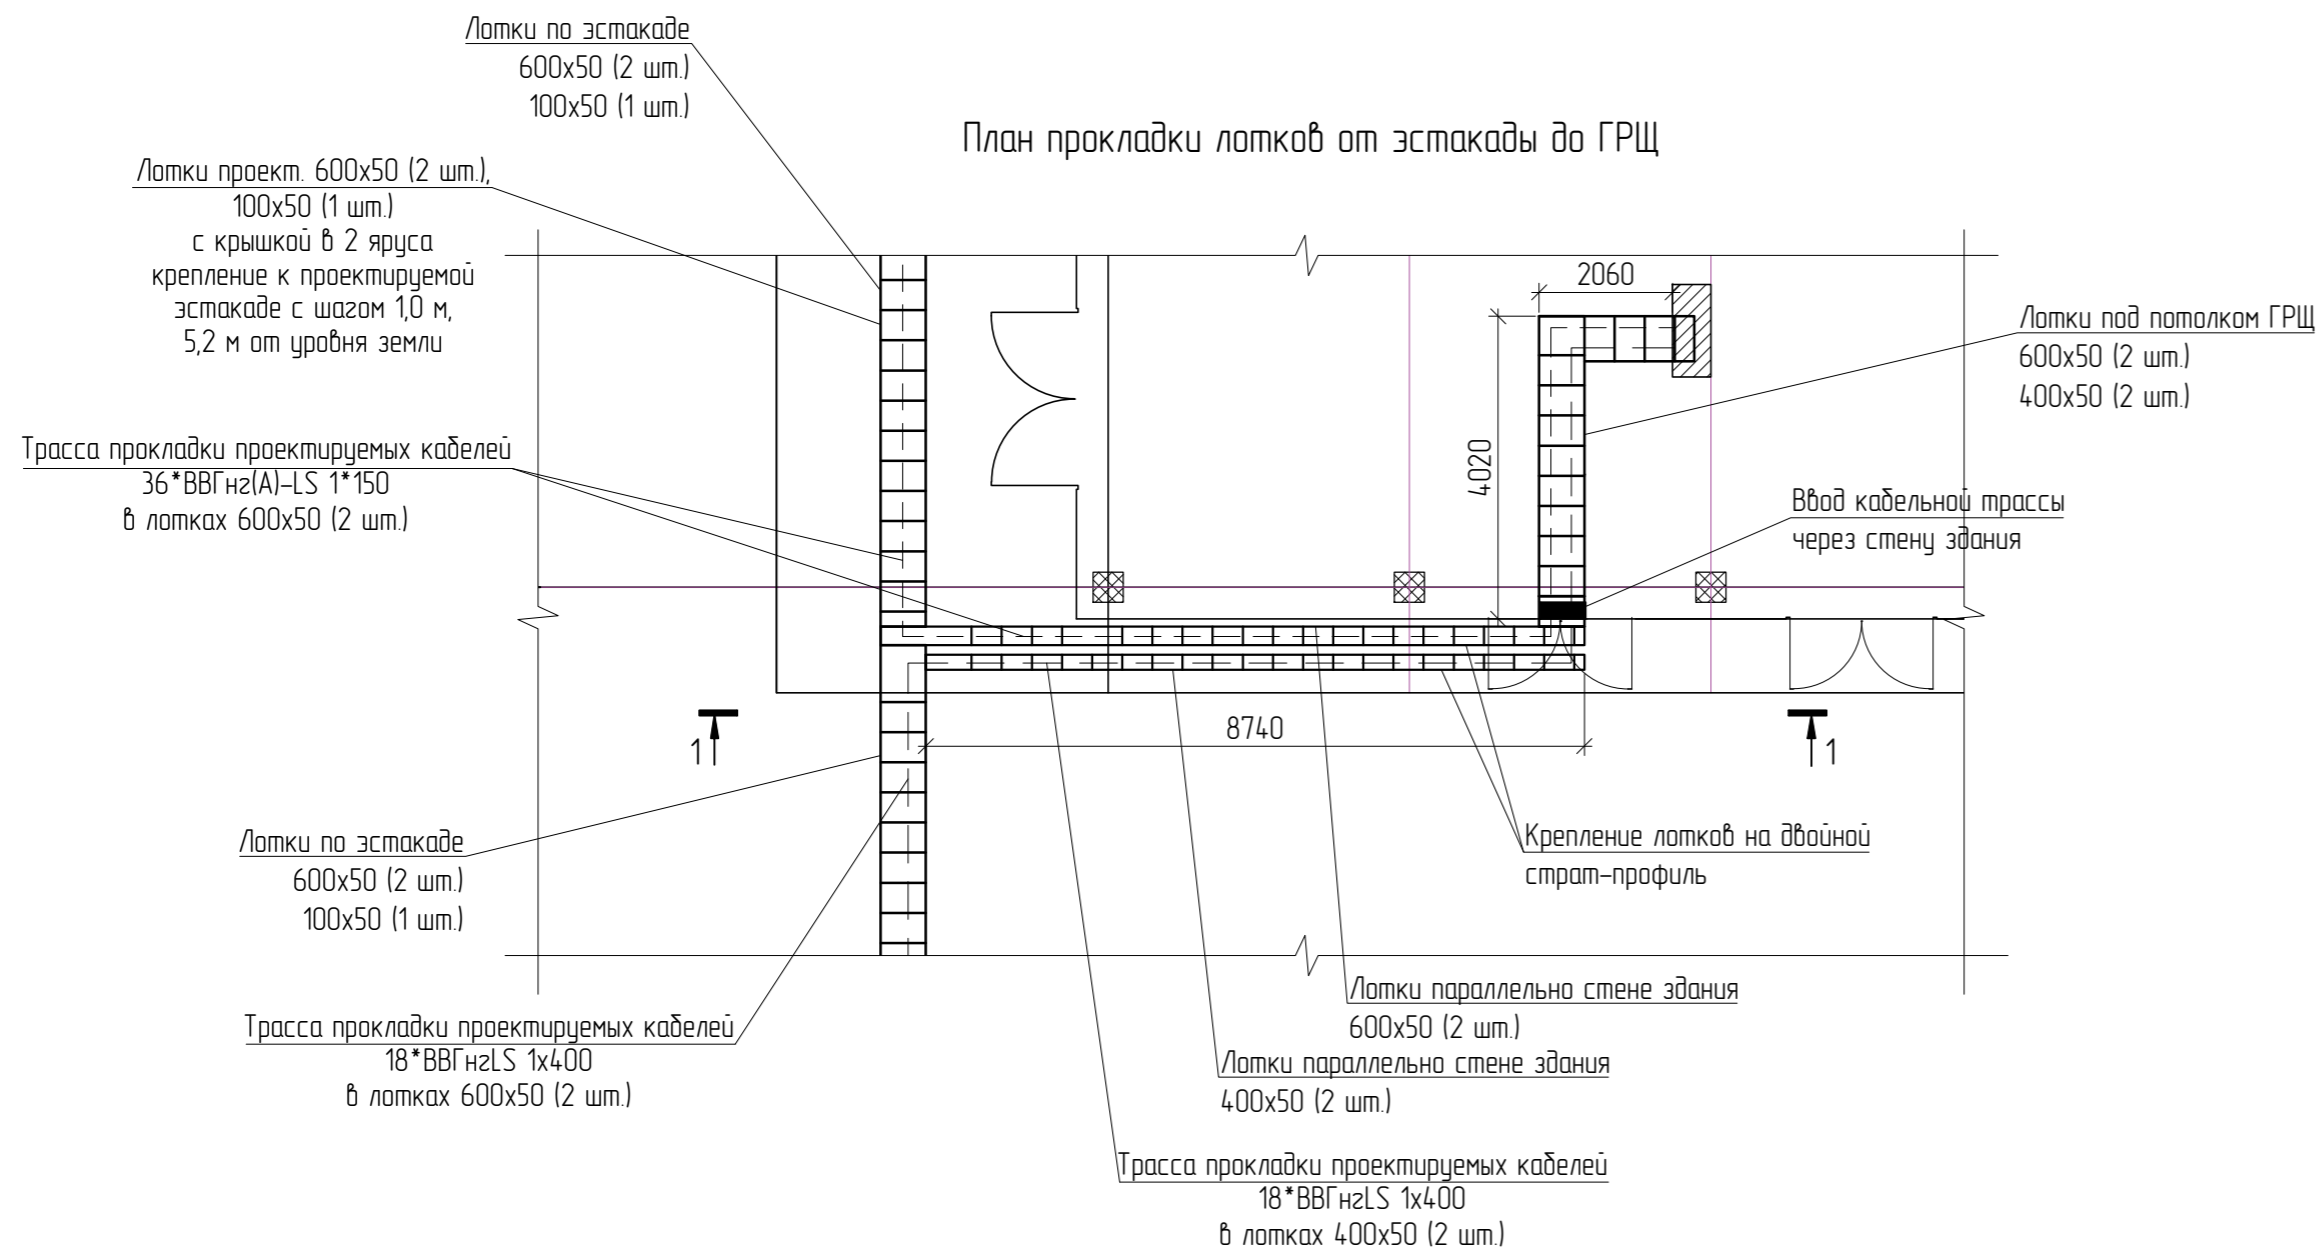 Лотки по эстакаде
600х50 (2 шт.)
100х50 (1 шт.)
План прокладки лотков от эстакады до ГРЩ
Лотки проект. 600х50 (2 шт.),
100х50 (1 шт.)
с крышкой в 2 яруса
крепление к проектируемой
эстакаде с шагом 1,0 м,
5,2 м от уровня земли
2060
Лотки под потолком ГРЩ
600х50 (2 шт.)
400х50 (2 шт.)
4020
Трасса прокладки проектируемых кабелей
36*ВВГнг(А)-LS 1*150
в лотках 600х50 (2 шт.)
Ввод кабельной трассы
через стену здания
1
8740
1
Лотки по эстакаде
600х50 (2 шт.)
100х50 (1 шт.)
Крепление лотков на двойной
страт-профиль
Лотки параллельно стене здания
600х50 (2 шт.)
Трасса прокладки проектируемых кабелей
18*ВВГнгLS 1х400
в лотках 600х50 (2 шт.)
Лотки параллельно стене здания
400х50 (2 шт.)
Трасса прокладки проектируемых кабелей
18*ВВГнгLS 1х400
в лотках 400х50 (2 шт.)